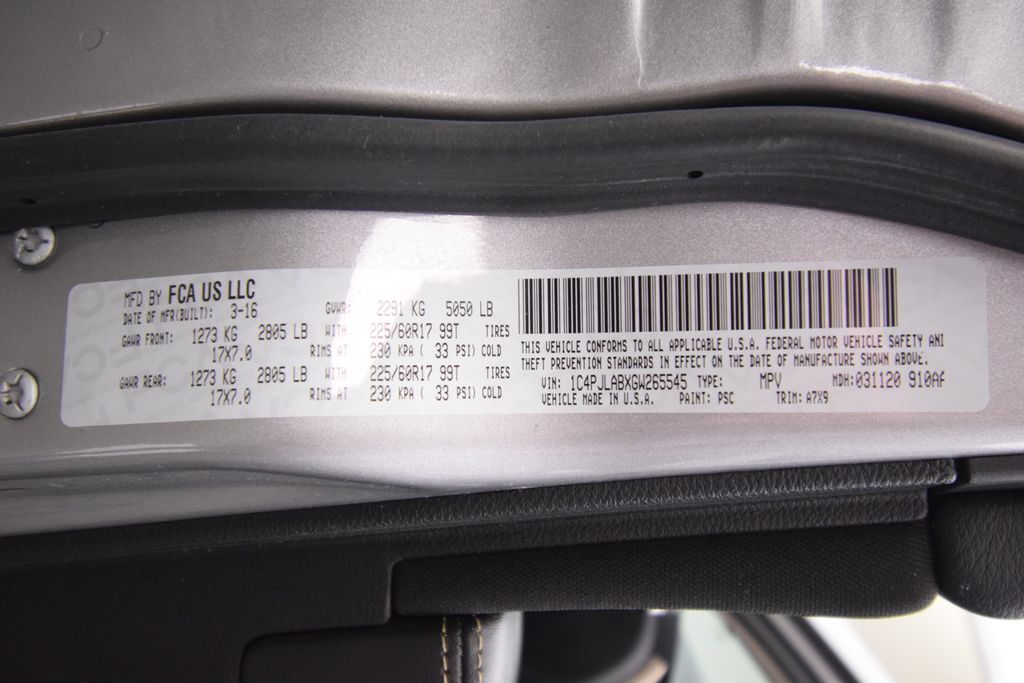 MFD BY FCA US LLC
DATE OF MFR(BUILT): 3-16 GVWR: 2291 KG 5050 LB
GAWR FRONT: 1273 KG 2805 LB WITH 225/60R17 99T TIRES
17X7.0 RIMS AT 230 KPA ( 33 PSI) COLD
GAWR REAR: 1273 KG 2805 LB WITH 225/60R17 99T TIRES
17X7.0 RIMS AT 230 KPA ( 33 PSI) COLD
THIS VEHICLE CONFORMS TO ALL APPLICABLE U.S.A. FEDERAL MOTOR VEHICLE SAFETY AND
THEFT PREVENTION STANDARDS IN EFFECT ON THE DATE OF MANUFACTURE SHOWN ABOVE.
VIN: 1C4PJLABXGW265545 TYPE: MPV MDH: 031120 910AF
VEHICLE MADE IN U.S.A. PAINT: PSC TRIM: A7X9